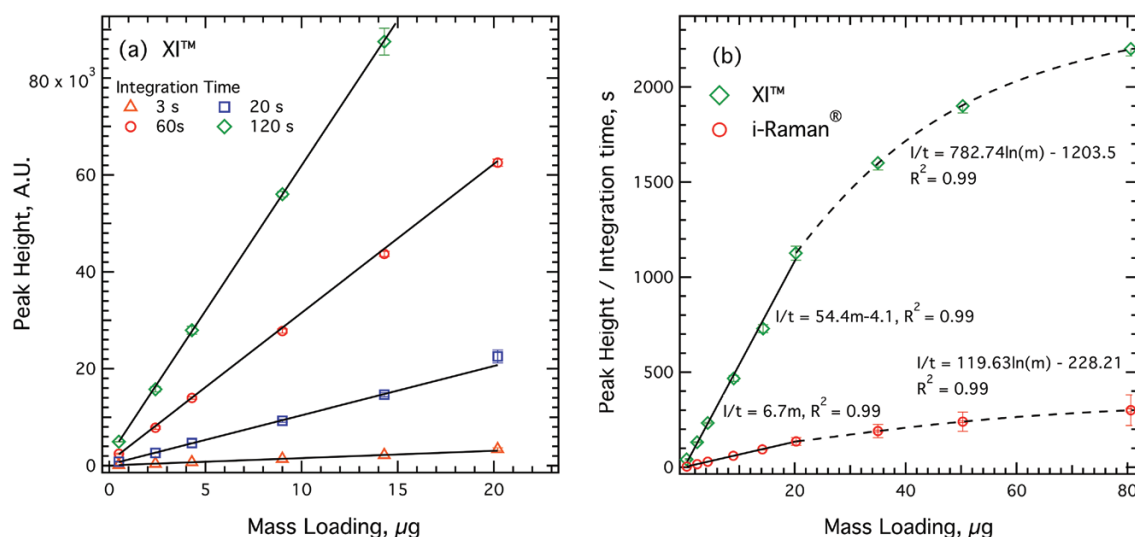 (a) XI™
Integration Time
3 s
20 s
60s
120 s
80 x 10³
60
40
20
0
0
5
10
15
20
Peak Height, A.U.
Mass Loading, µg
(b)
XI™
i-Raman®
I/t = 782.74ln(m) - 1203.5
R² = 0.99
I/t = 54.4m-4.1, R² = 0.99
I/t = 119.63ln(m) - 228.21
R² = 0.99
I/t = 6.7m, R² = 0.99
2000
1500
1000
500
0
0
20
40
60
80
Peak Height / Integration time, s
Mass Loading, µg